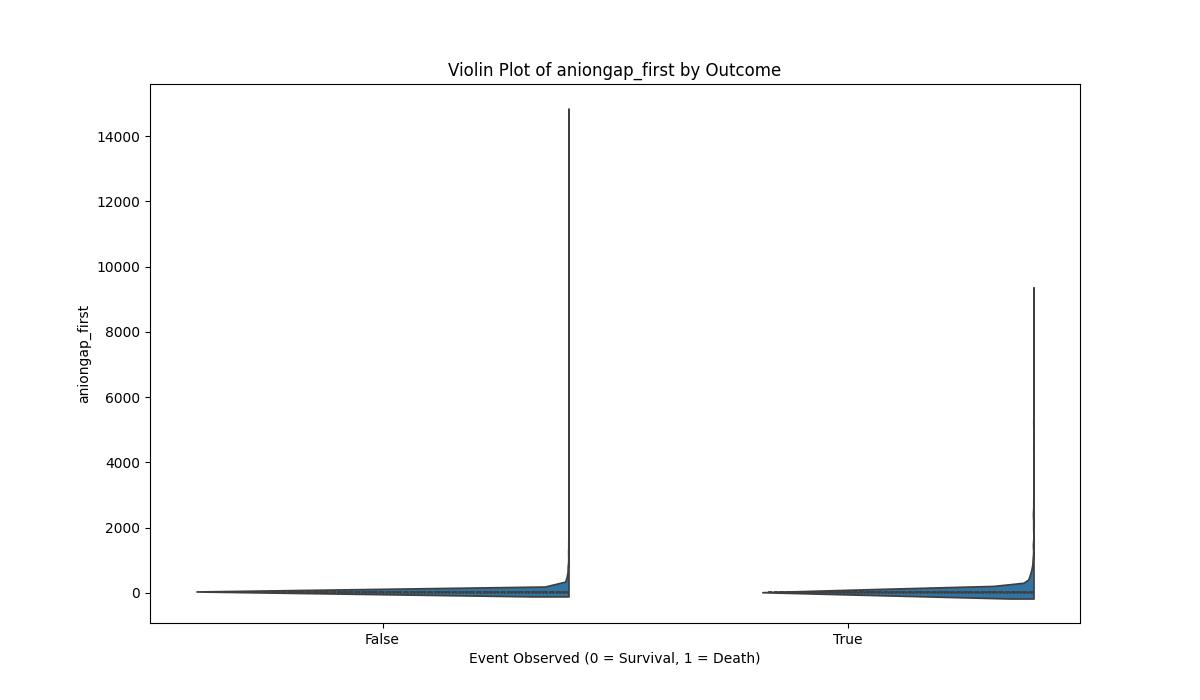 Violin Plot of aniongap_first by Outcome
14000
12000
10000
8000
6000
4000
2000
0
aniongap_first
False
True
Event Observed (0 = Survival, 1 = Death)